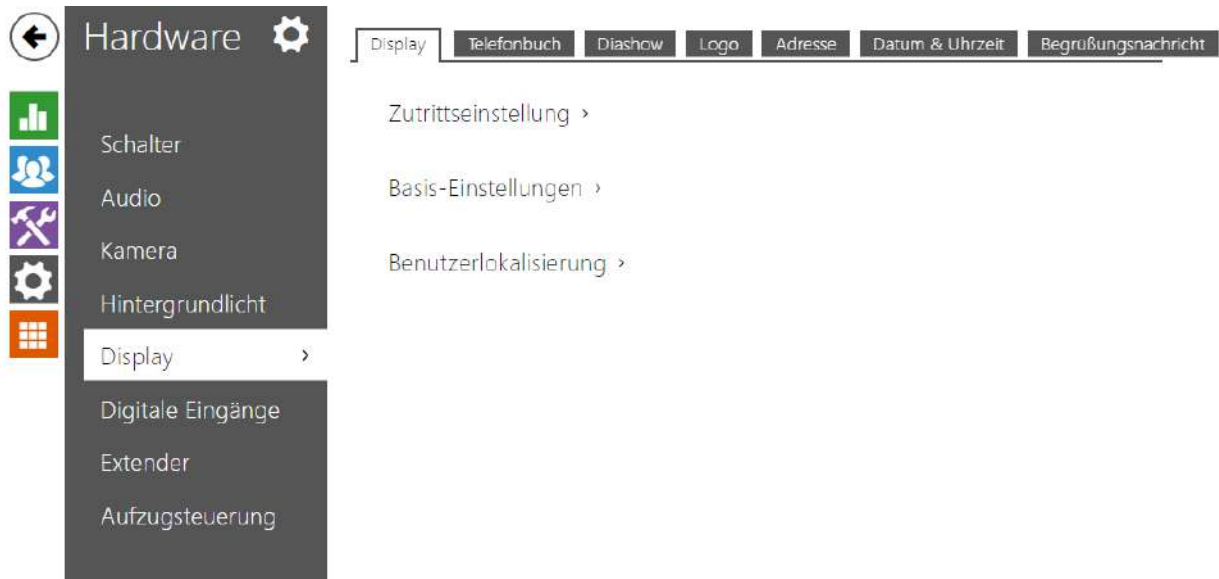 Hardware
Schalter
Audio
Kamera
Hintergrundlicht
Display
Digitale Eingänge
Extender
Aufzugsteuerung
Display Telefonbuch Diashow Logo Adresse Datum & Uhrzeit Begrüßungsnachricht
Zutrittseinstellung ›
Basis-Einstellungen ›
Benutzerlokalisierung ›